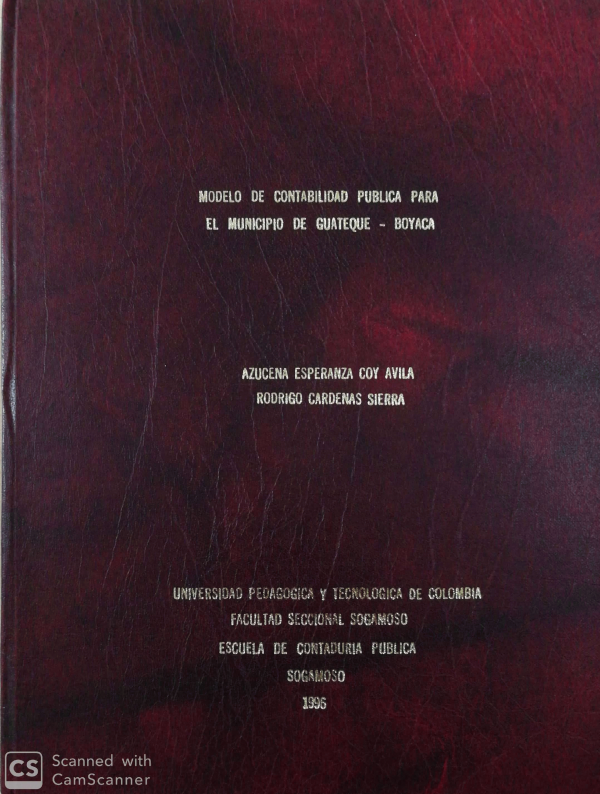 MODELO DE CONTABILIDAD PUBLICA PARA
EL MUNICIPIO DE GUATEQUE - BOYACA
AZUCENA ESPERANZA COY AVILA
RODRIGO CARDENAS SIERRA
UNIVERSIDAD PEDAGOGICA Y TECNOLOGICA DE COLOMBIA
FACULTAD SECCIONAL SOGAMOSO
ESCUELA DE CONTADURIA PUBLICA
SOGAMOSO
1996
CS Scanned with
CamScanner